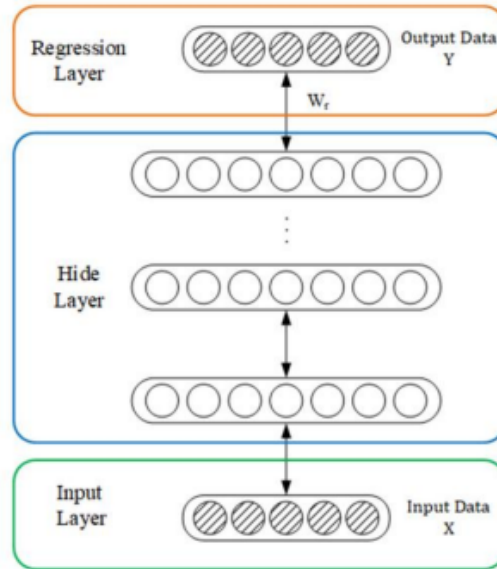 Regression
Layer
Output Data
Y
Wr
Hide
Layer
Input
Layer
Input Data
X